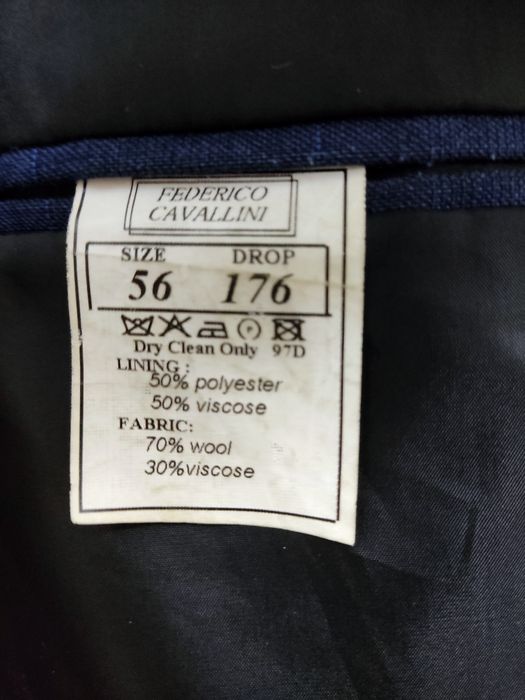 FEDERICO
CAVALLINI
SIZE DROP
56 176
Dry Clean Only 97D
LINING :
50% polyester
50% viscose
FABRIC:
70% wool
30%viscose